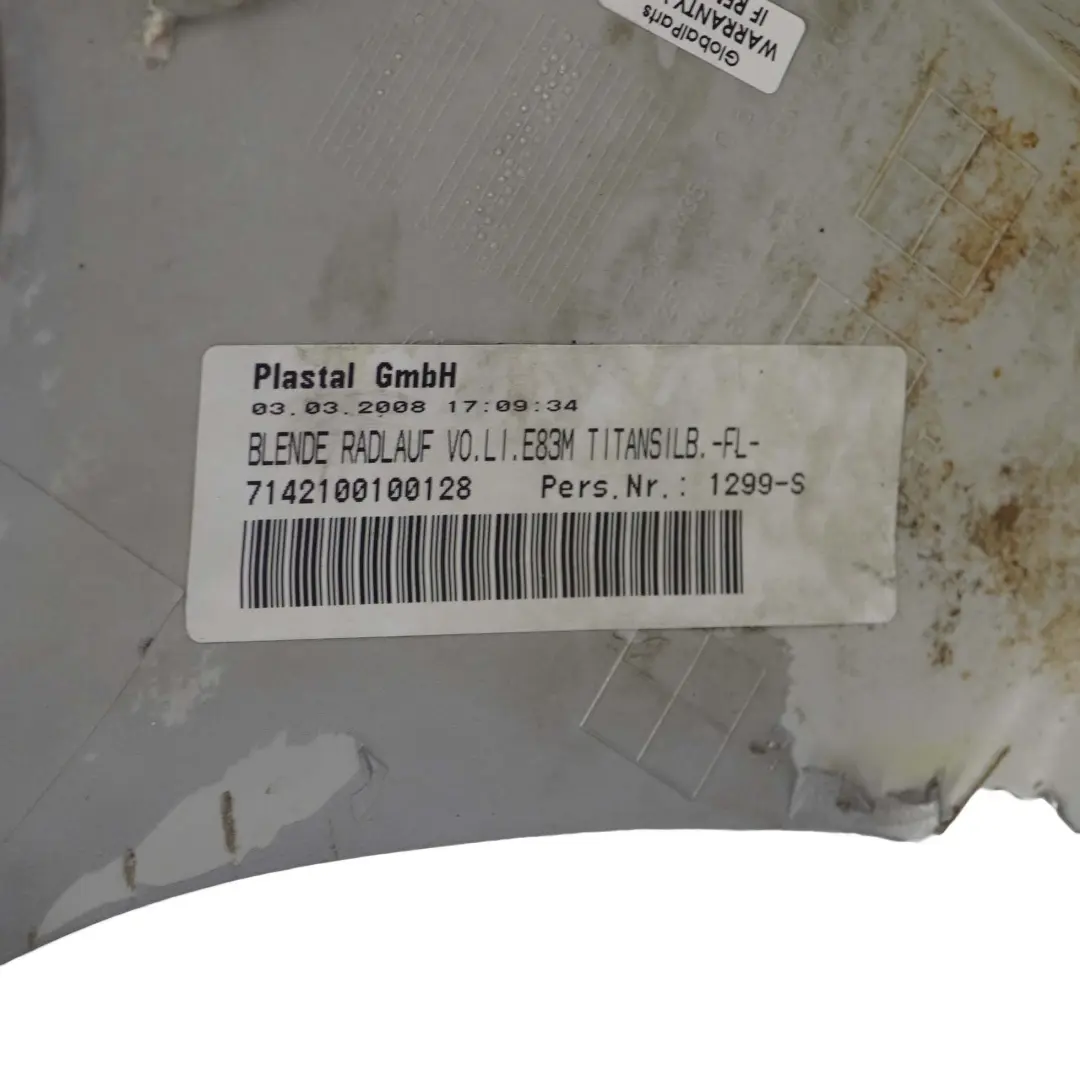 GlobalParts
WARRANTY
IF
Plastal GmbH
03.03.2008 17:09:34
BLENDE RADLAUF VO.LI.E83M TITANSILB.-FL-
7142100100128 Pers.Nr.: 1299-S